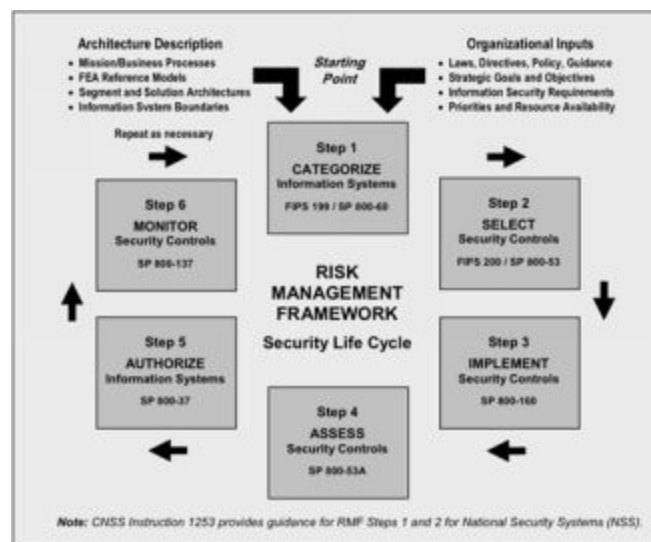 Architecture Description
• Mission/Business Processes
• FEA Reference Models
• Segment and Solution Architectures
• Information System Boundaries
Starting
Point
Organizational Inputs
• Laws, Directives, Policy, Guidance
• Strategic Goals and Objectives
• Information Security Requirements
• Priorities and Resource Availability
Repeat as necessary
Step 1
CATEGORIZE
Information Systems
FIPS 199 / SP 800-60
Step 2
SELECT
Security Controls
FIPS 200 / SP 800-53
Step 3
IMPLEMENT
Security Controls
SP 800-160
Step 4
ASSESS
Security Controls
SP 800-53A
Step 5
AUTHORIZE
Information Systems
SP 800-37
Step 6
MONITOR
Security Controls
SP 800-137
RISK
MANAGEMENT
FRAMEWORK
Security Life Cycle
Note: CNSS Instruction 1253 provides guidance for RMF Steps 1 and 2 for National Security Systems (NSS).